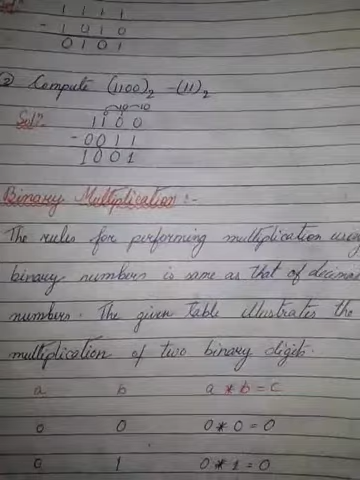 1 1 1 1
- 1 0 1 0
0 1 0 1
② Compute (1100)₂ - (11)₂
Solⁿ. 1 1 0 0
- 0 0 1 1
1 0 0 1
Binary Multiplication :-
The rules for performing multiplication using
binary numbers is same as that of decimal
numbers. The given table illustrates the
multiplication of two binary digits.
a b a * b = c
0 0 0 * 0 = 0
0 1 0 * 1 = 0